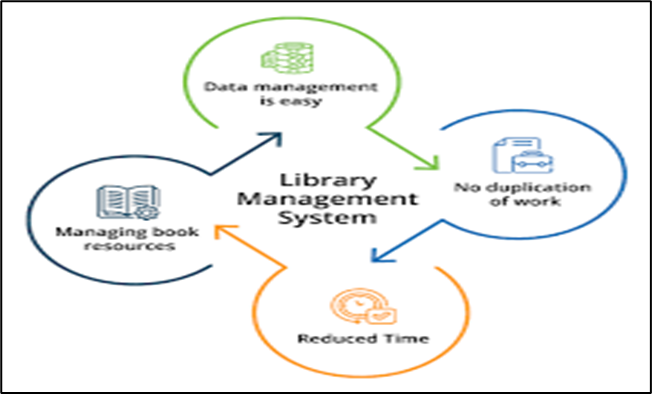 Data management
is easy
No duplication
of work
Library
Management
System
Managing book
resources
Reduced Time